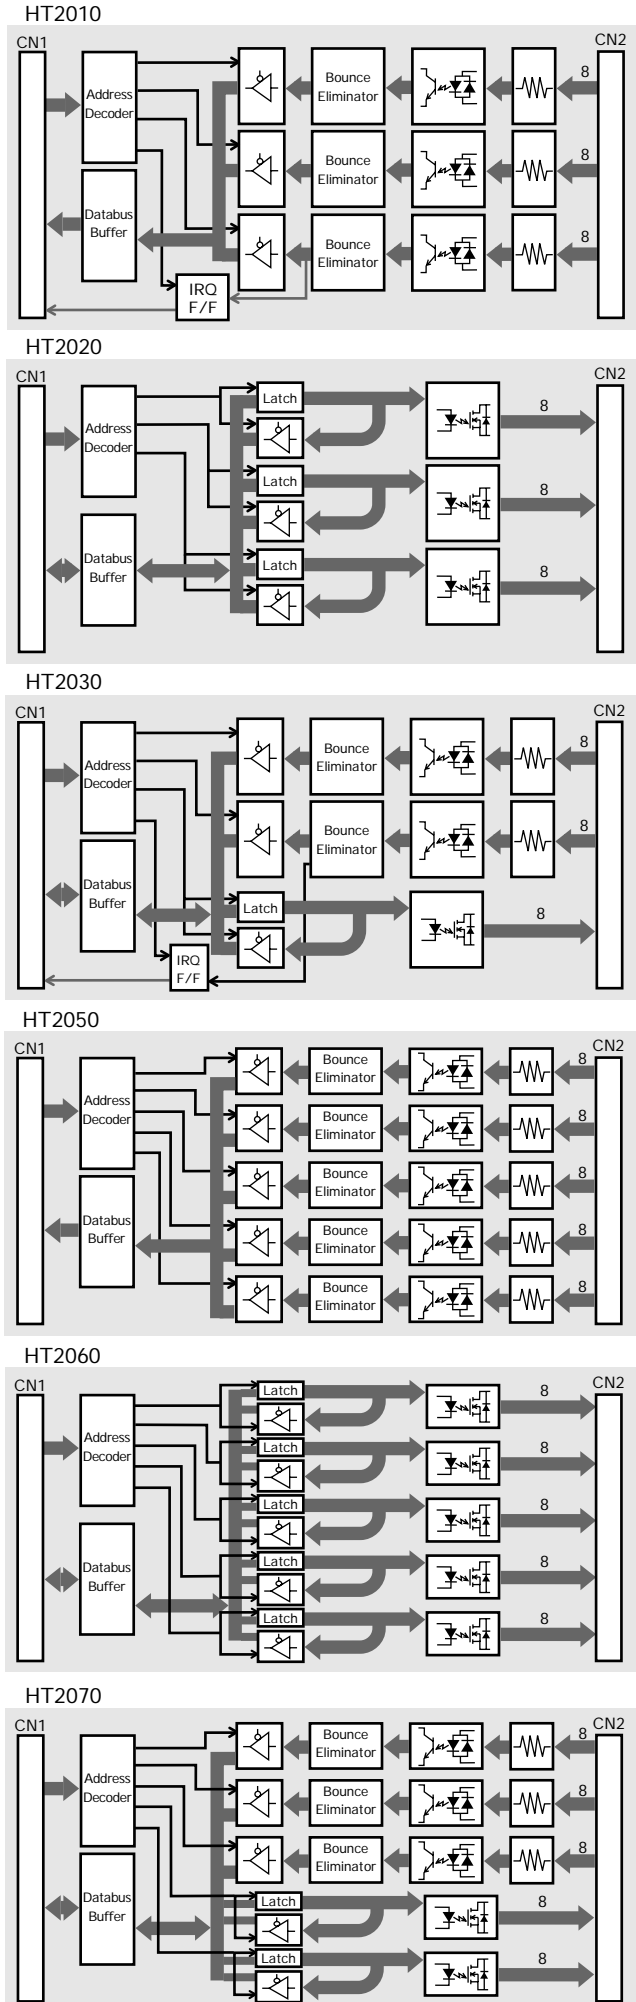 HT2010
CN1
CN2
Address
Decoder
Bounce
Eliminator
8
Bounce
Eliminator
8
Databus
Buffer
Bounce
Eliminator
8
IRQ
F/F
HT2020
CN1
CN2
Address
Decoder
Latch
8
Latch
8
Databus
Buffer
Latch
8
HT2030
CN1
CN2
Address
Decoder
Bounce
Eliminator
8
Bounce
Eliminator
8
Databus
Buffer
Latch
8
IRQ
F/F
HT2050
CN1
CN2
Address
Decoder
Bounce
Eliminator
8
Bounce
Eliminator
8
Bounce
Eliminator
8
Databus
Buffer
Bounce
Eliminator
8
Bounce
Eliminator
8
HT2060
CN1
CN2
Address
Decoder
Latch
8
Latch
8
Latch
8
Databus
Buffer
Latch
8
Latch
8
HT2070
CN1
CN2
Address
Decoder
Bounce
Eliminator
8
Bounce
Eliminator
8
Bounce
Eliminator
8
Databus
Buffer
Latch
8
Latch
8